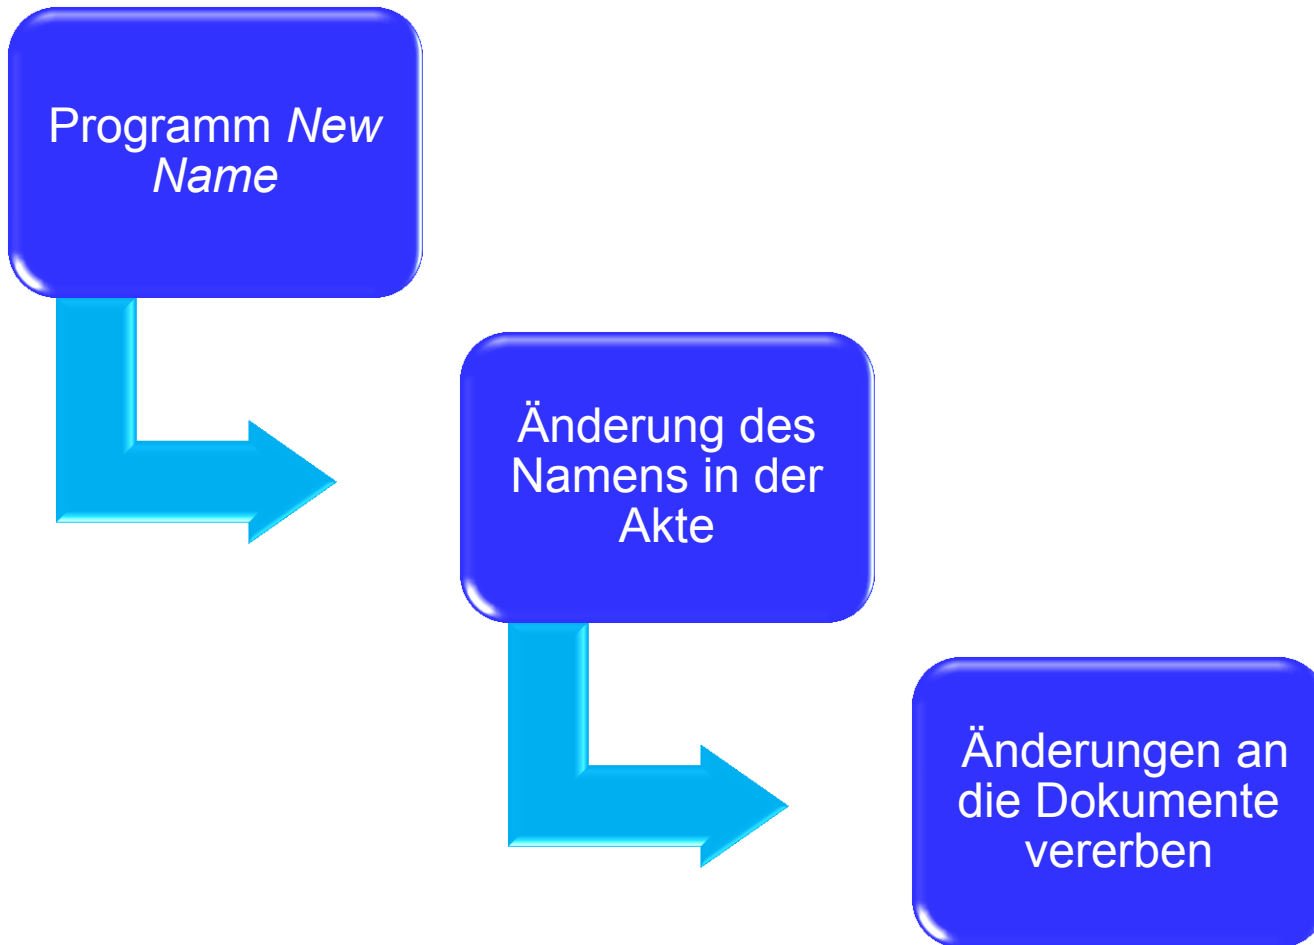 Programm New
Name
Änderung des
Namens in der
Akte
Änderungen an
die Dokumente
vererben